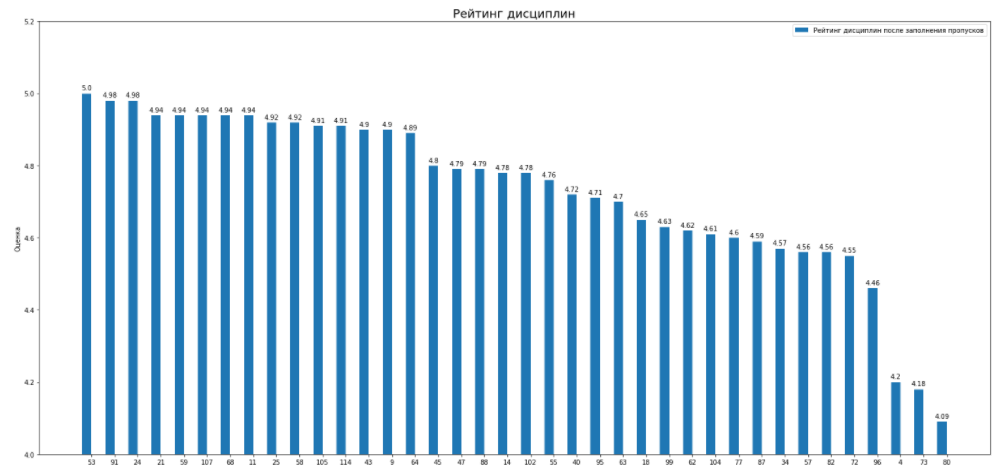 Рейтинг дисциплин
Рейтинг дисциплин после заполнения пропусков
Оценка
5.2
5.0
4.8
4.6
4.4
4.2
4.0
5.0 4.98 4.98 4.94 4.94 4.94 4.94 4.94 4.92 4.92 4.91 4.91 4.9 4.9 4.89 4.8 4.79 4.79 4.78 4.78 4.76 4.72 4.71 4.7 4.65 4.63 4.62 4.61 4.6 4.59 4.57 4.56 4.56 4.55 4.46 4.2 4.18 4.09
53 91 24 21 59 107 68 11 25 58 105 114 43 9 64 45 47 88 14 102 55 40 95 63 18 99 62 104 77 87 34 57 82 72 96 4 73 80